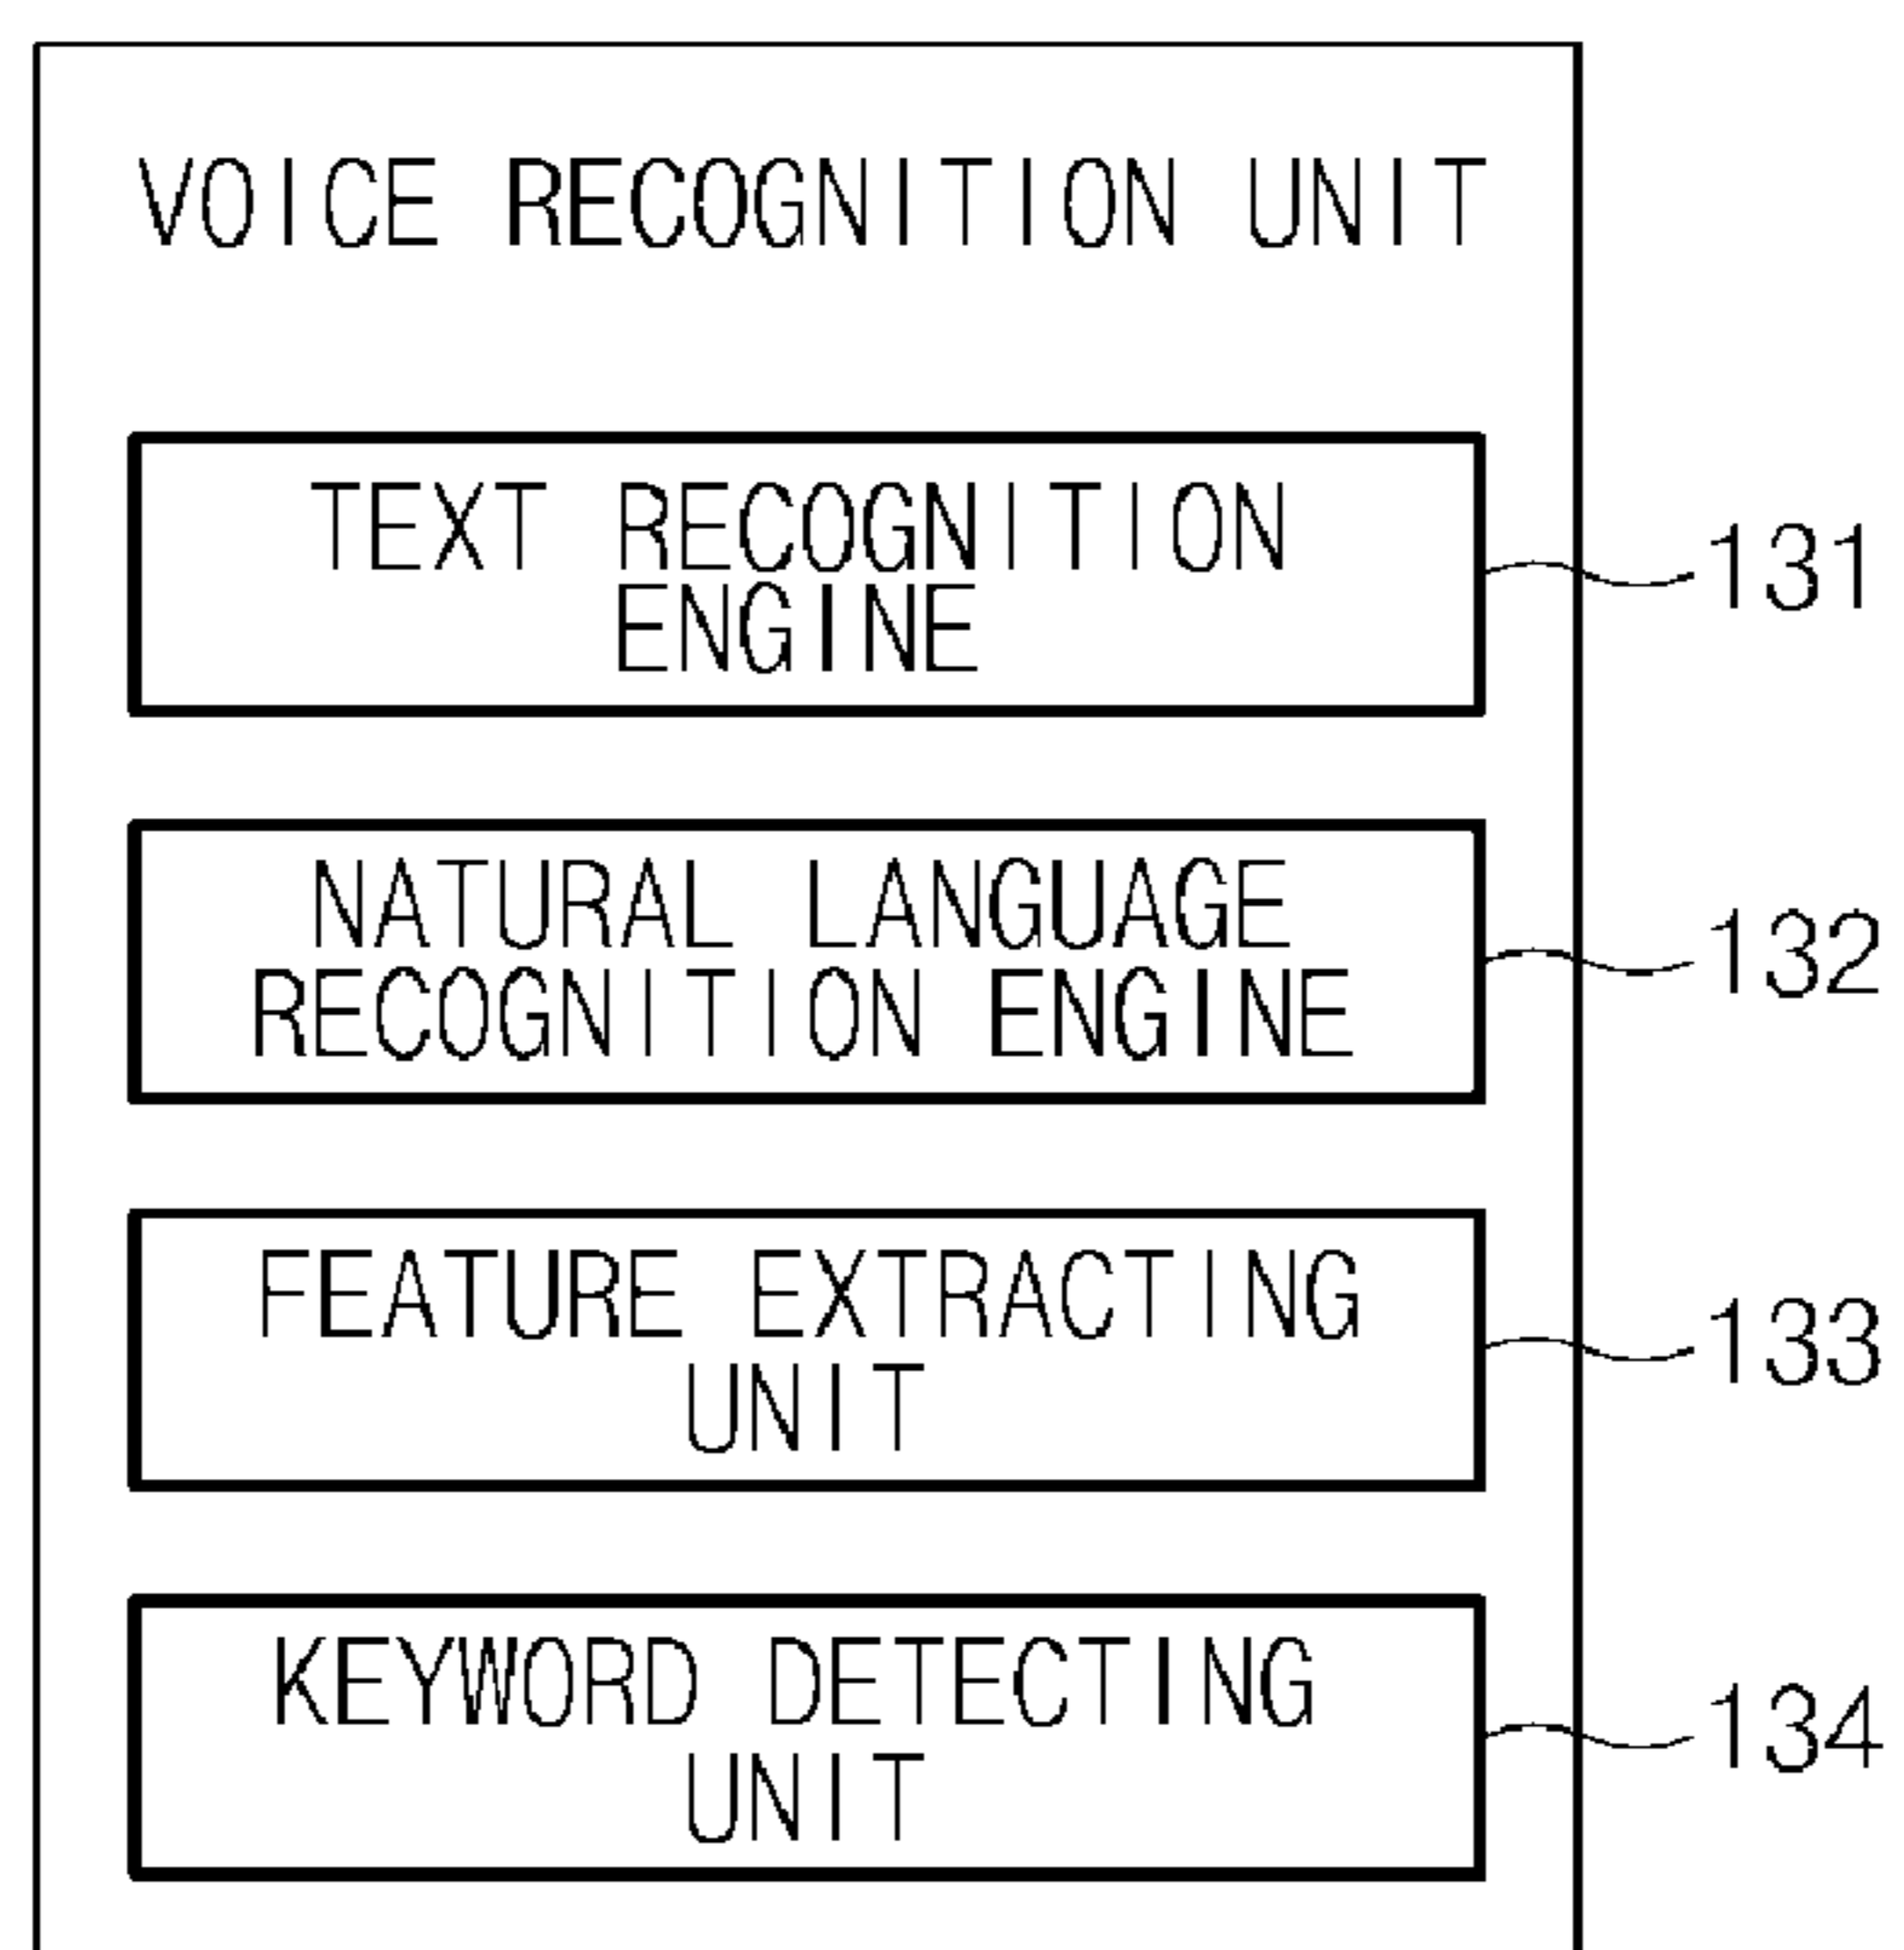 VOICE RECOGNITION UNIT
TEXT RECOGNITION
ENGINE
131
NATURAL LANGUAGE
RECOGNITION ENGINE
132
FEATURE EXTRACTING
UNIT
133
KEYWORD DETECTING
UNIT
134